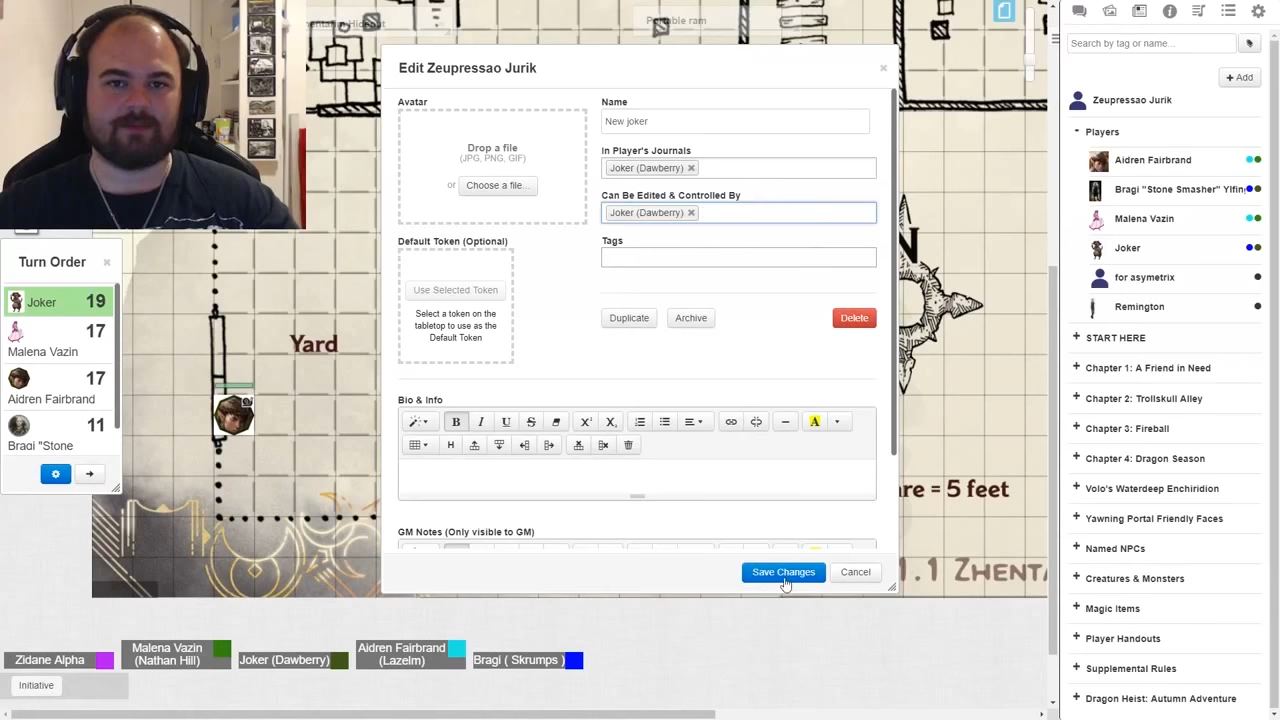 Portable ram
Edit Zeupressao Jurik
Avatar
Drop a file
(JPG, PNG, GIF)
or Choose a file...
Default Token (Optional)
Use Selected Token
Select a token on the
tabletop to use as the
Default Token
Name
New joker
In Player's Journals
Joker (Dawberry)
Can Be Edited & Controlled By
Joker (Dawberry)
Tags
Duplicate
Archive
Delete
Bio & Info
GM Notes (Only visible to GM)
Save Changes
Cancel
Turn Order
Joker 19
17
Malena Vazin
17
Aidren Fairbrand
11
Bragi "Stone
Yard
N
are = 5 feet
1.1 ZHENTA
Zidane Alpha
Malena Vazin
(Nathan Hill)
Joker (Dawberry)
Aidren Fairbrand
(Lazelm)
Bragi ( Skrumps )
Initiative
Search by tag or name...
+ Add
Zeupressao Jurik
Players
Aidren Fairbrand
Bragi "Stone Smasher" Ylfin
Malena Vazin
Joker
for asymetrix
Remington
START HERE
Chapter 1: A Friend in Need
Chapter 2: Trollskull Alley
Chapter 3: Fireball
Chapter 4: Dragon Season
Volo's Waterdeep Enchiridion
Yawning Portal Friendly Faces
Named NPCs
Creatures & Monsters
Magic Items
Player Handouts
Supplemental Rules
Dragon Heist: Autumn Adventure